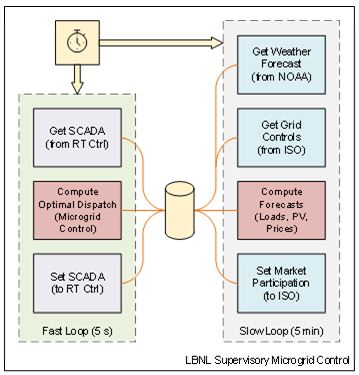 Get Weather
Forecast
(from NOAA)
Get SCADA
(from RT Ctrl)
Get Grid
Controls
(from ISO)
Compute
Optimal Dispatch
(Microgrid
Control)
Compute
Forecasts
(Loads, PV,
Prices)
Set SCADA
(to RT Ctrl)
Set Market
Participation
(to ISO)
Fast Loop (5 s)
Slow Loop (5 min)
LBNL Supervisory Microgrid Control